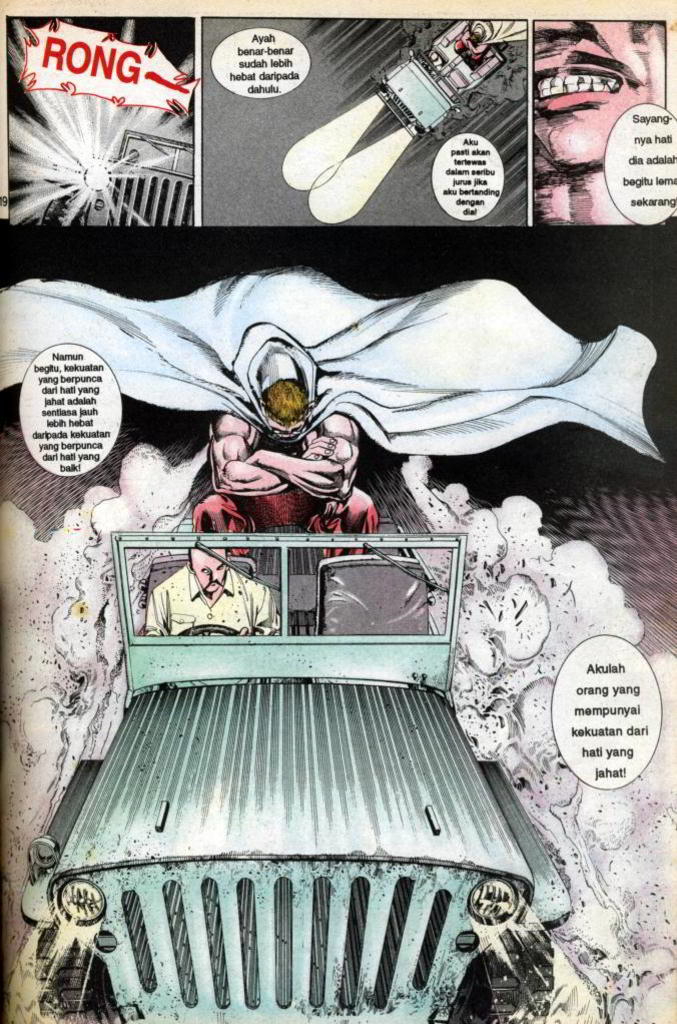 RONG
Ayah
benar-benar
sudah lebih
hebat daripada
dahulu.
Aku
pasti akan
tertewas
dalam seribu
jurus jika
aku bertanding
dengan
dia!
Sayang-
nya hati
dia adalah
begitu
sekarang!
19
Namun
begitu, kekuatan
yang berpunca
dari hati yang
jahat adalah
sentiasa jauh
lebih hebat
daripada kekuatan
yang berpunca
dari hati yang
baik!
Akulah
orang yang
mempunyai
kekuatan dari
hati yang
jahat!